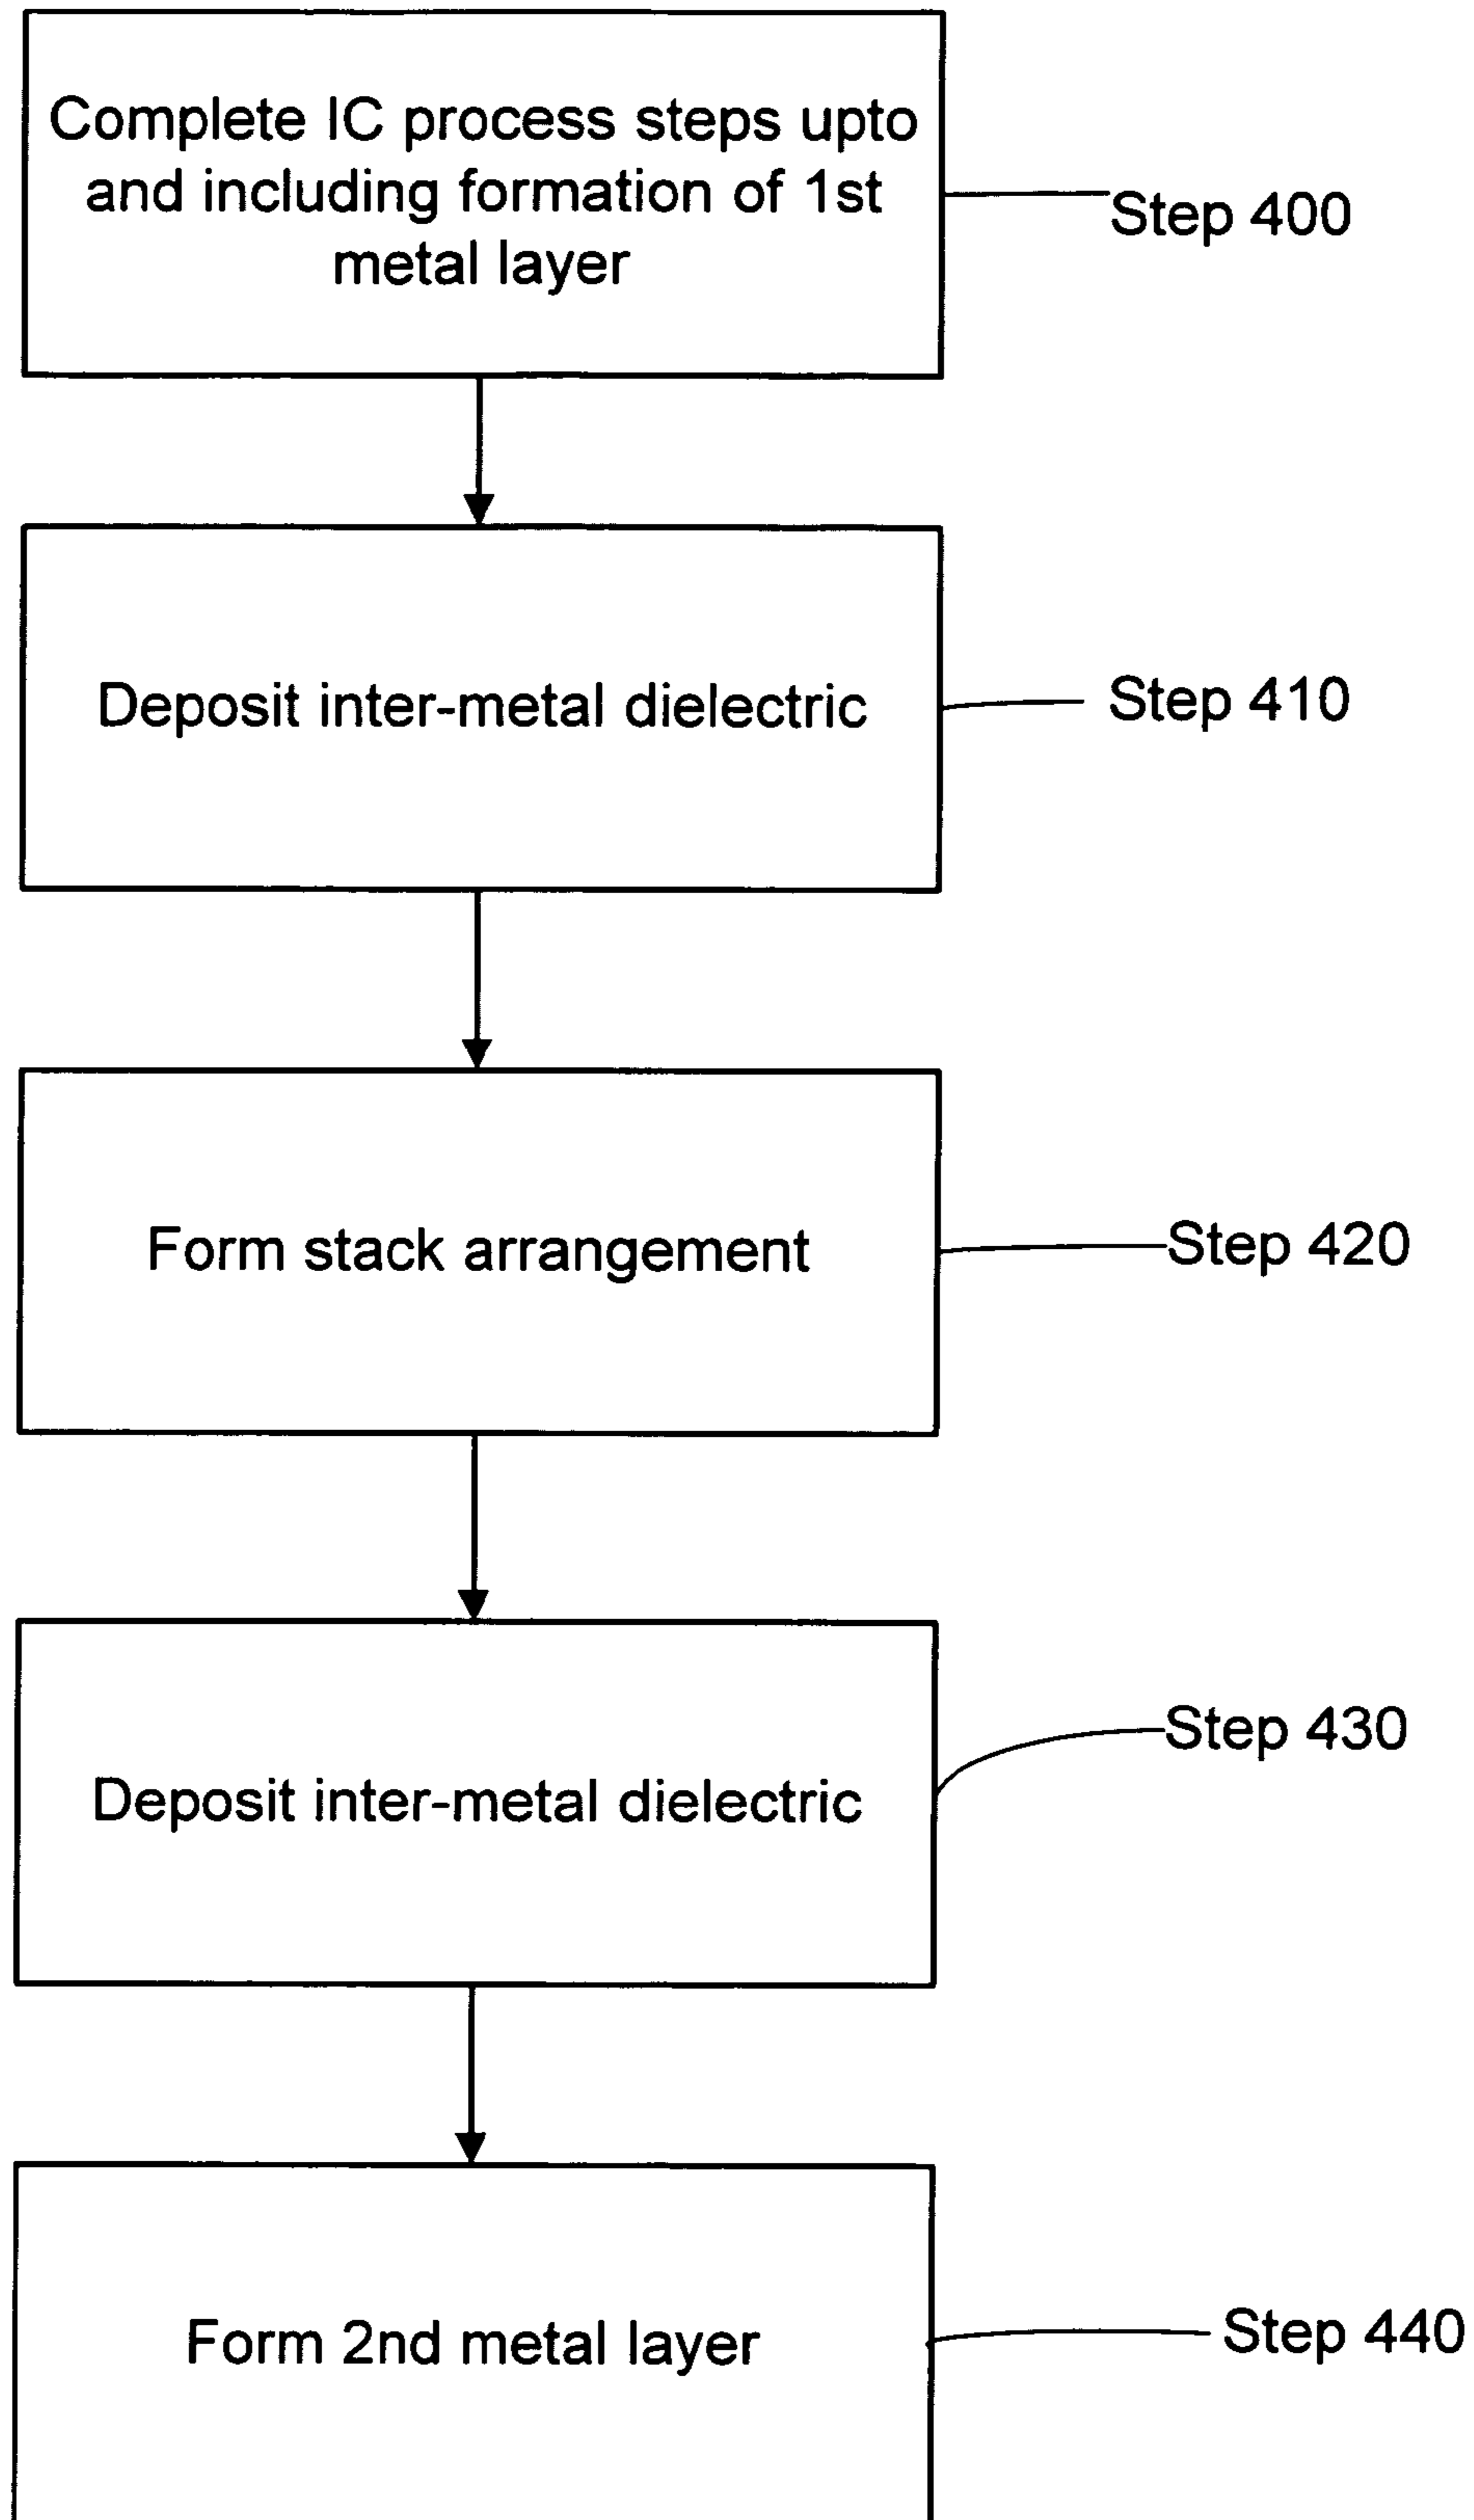 Complete IC process steps upto
and including formation of 1st
metal layer
Step 400
Deposit inter-metal dielectric
Step 410
Form stack arrangement
Step 420
Deposit inter-metal dielectric
Step 430
Form 2nd metal layer
Step 440